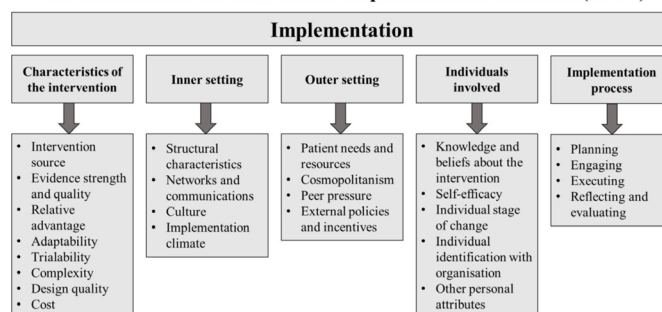 Implementation
Characteristics of
the intervention
Inner setting
Outer setting
Individuals
involved
Implementation
process
• Intervention
source
• Evidence strength
and quality
• Relative
advantage
• Adaptability
• Trialability
• Complexity
• Design quality
• Cost
• Structural
characteristics
• Networks and
communications
• Culture
• Implementation
climate
• Patient needs and
resources
• Cosmopolitanism
• Peer pressure
• External policies
and incentives
• Knowledge and
beliefs about the
intervention
• Self-efficacy
• Individual stage
of change
• Individual
identification with
organisation
• Other personal
attributes
• Planning
• Engaging
• Executing
• Reflecting and
evaluating